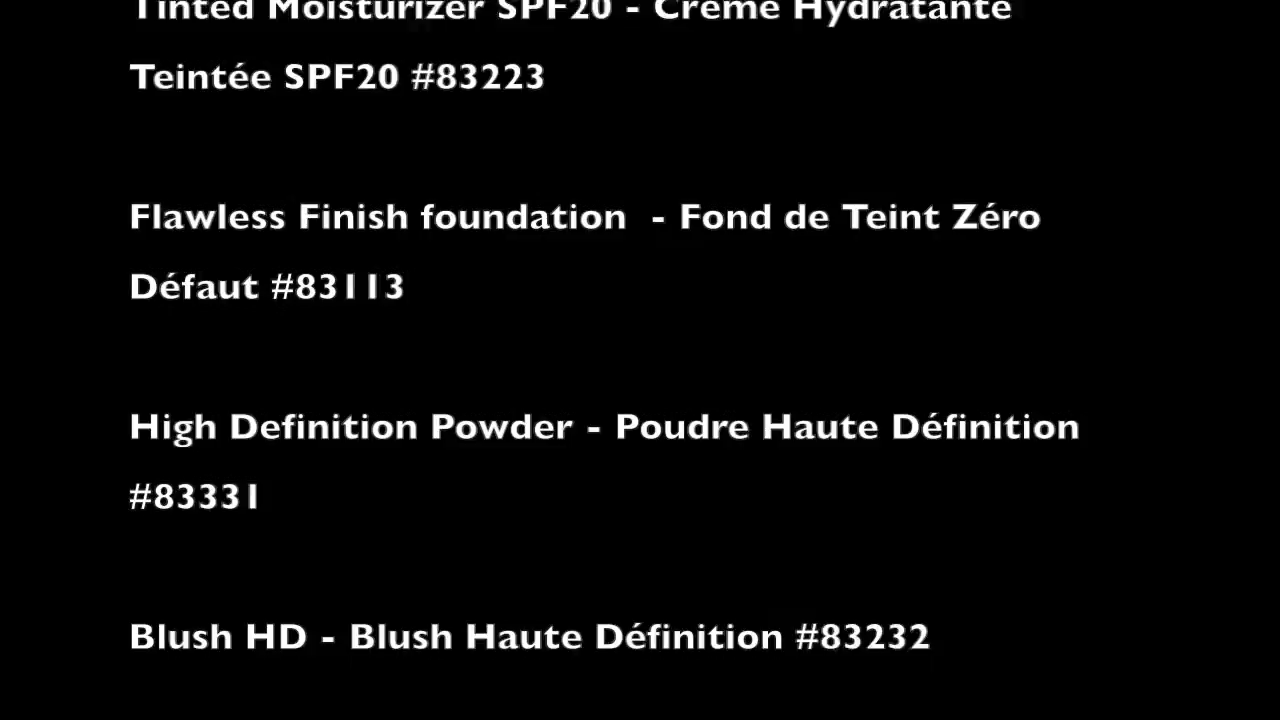 Tinted Moisturizer SPF20 - Crème Hydratante
Teintée SPF20 #83223
Flawless Finish foundation - Fond de Teint Zéro
Défaut #83113
High Definition Powder - Poudre Haute Définition
#83331
Blush HD - Blush Haute Définition #83232